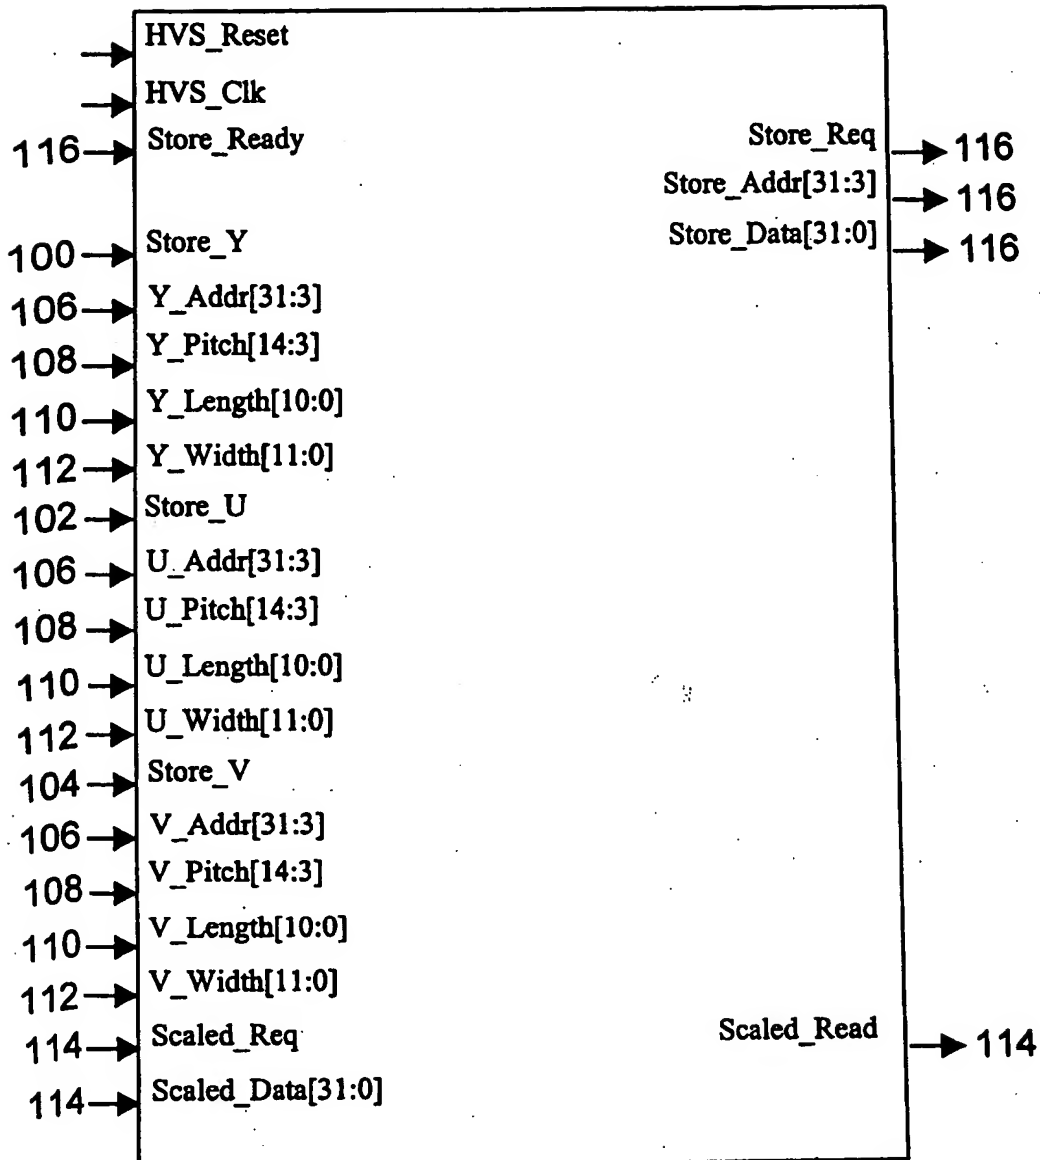 HVS_Reset
HVS_Clk
116 Store_Ready Store_Req 116
Store_Addr[31:3] 116
100 Store_Y Store_Data[31:0] 116
106 Y_Addr[31:3]
108 Y_Pitch[14:3]
110 Y_Length[10:0]
112 Y_Width[11:0]
102 Store_U
106 U_Addr[31:3]
108 U_Pitch[14:3]
110 U_Length[10:0]
112 U_Width[11:0]
104 Store_V
106 V_Addr[31:3]
108 V_Pitch[14:3]
110 V_Length[10:0]
112 V_Width[11:0]
114 Scaled_Req Scaled_Read 114
114 Scaled_Data[31:0]